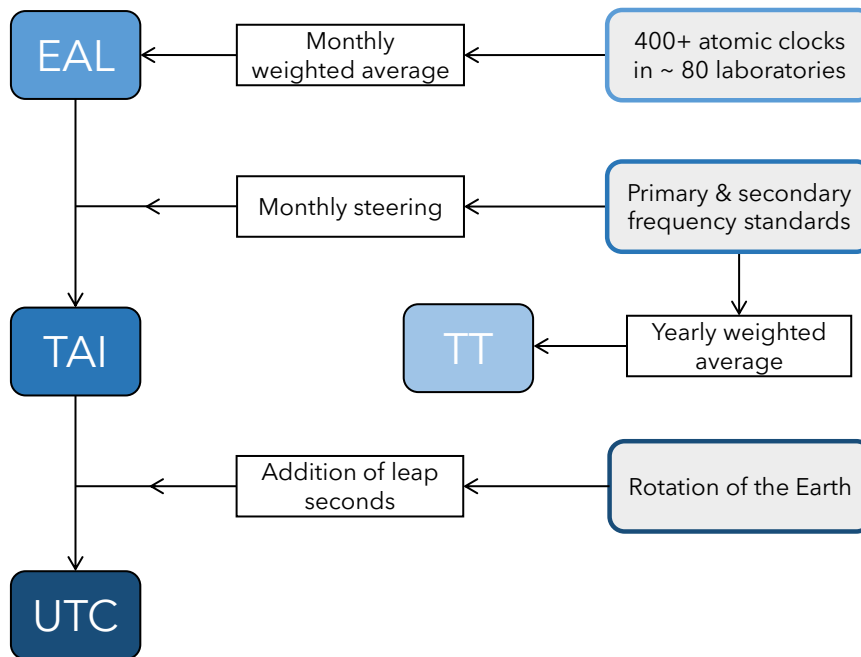 EAL
Monthly
weighted average
400+ atomic clocks
in ~ 80 laboratories
Monthly steering
Primary & secondary
frequency standards
TAI
TT
Yearly weighted
average
Addition of leap
seconds
Rotation of the Earth
UTC